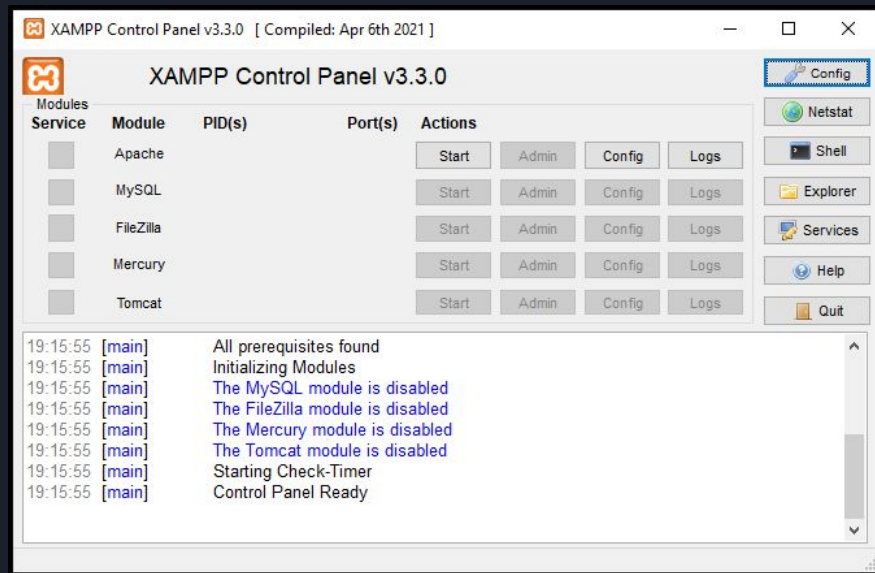 XAMPP Control Panel v3.3.0 [ Compiled: Apr 6th 2021 ]
XAMPP Control Panel v3.3.0
Config
Modules
Service Module PID(s) Port(s) Actions
Netstat
Apache Start Admin Config Logs
Shell
MySQL Start Admin Config Logs
Explorer
FileZilla Start Admin Config Logs
Services
Mercury Start Admin Config Logs
Help
Tomcat Start Admin Config Logs
Quit
19:15:55 [main] All prerequisites found
19:15:55 [main] Initializing Modules
19:15:55 [main] The MySQL module is disabled
19:15:55 [main] The FileZilla module is disabled
19:15:55 [main] The Mercury module is disabled
19:15:55 [main] The Tomcat module is disabled
19:15:55 [main] Starting Check-Timer
19:15:55 [main] Control Panel Ready